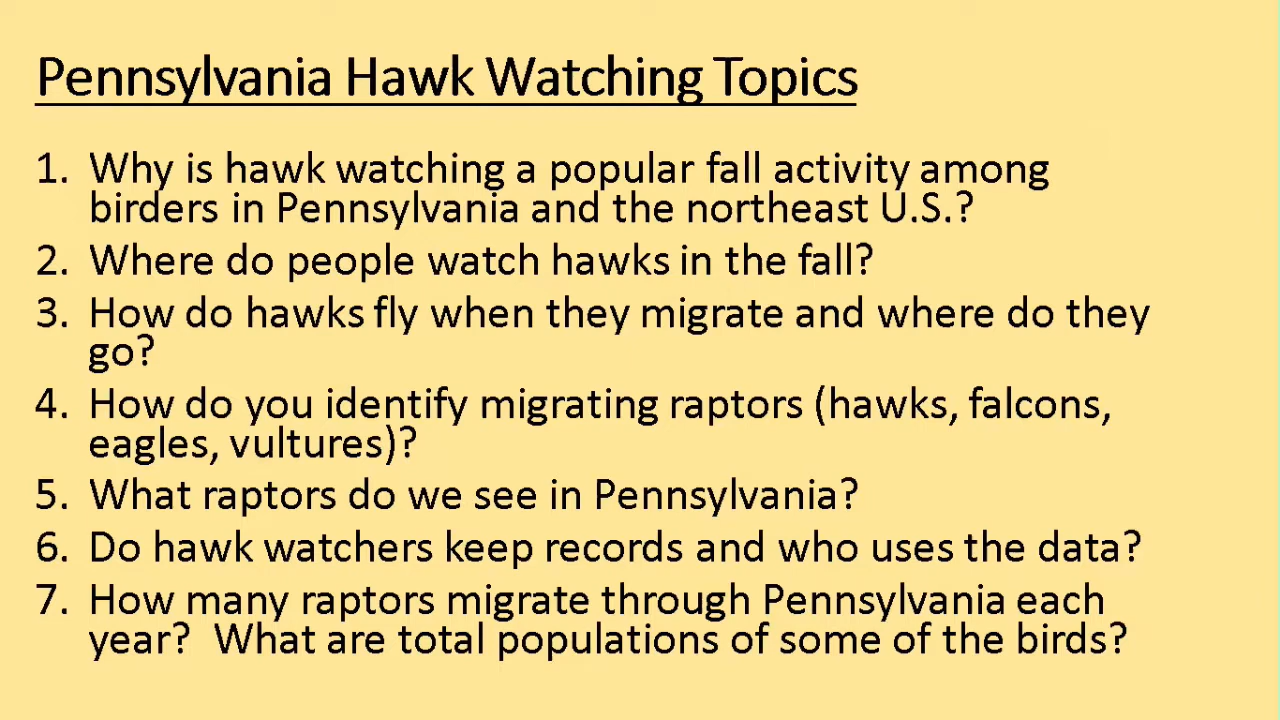 Pennsylvania Hawk Watching Topics
1. Why is hawk watching a popular fall activity among
birders in Pennsylvania and the northeast U.S.?
2. Where do people watch hawks in the fall?
3. How do hawks fly when they migrate and where do they
go?
4. How do you identify migrating raptors (hawks, falcons,
eagles, vultures)?
5. What raptors do we see in Pennsylvania?
6. Do hawk watchers keep records and who uses the data?
7. How many raptors migrate through Pennsylvania each
year?  What are total populations of some of the birds?